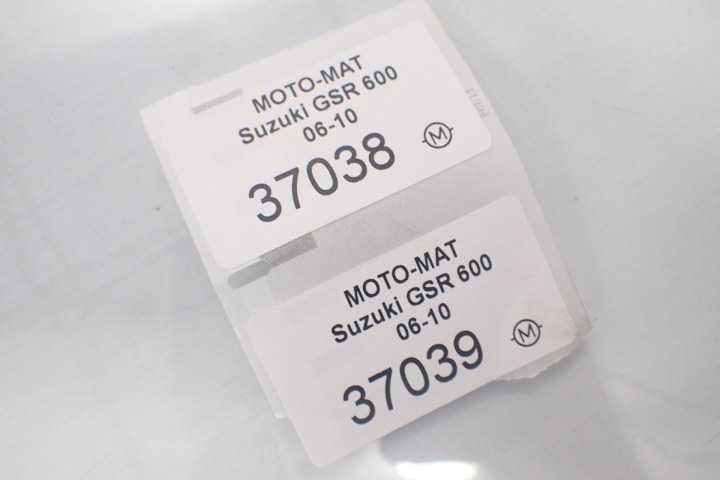 MOTO-MAT
Suzuki GSR 600
06-10
37038
M
MOTO-MAT
Suzuki GSR 600
06-10
37039
M